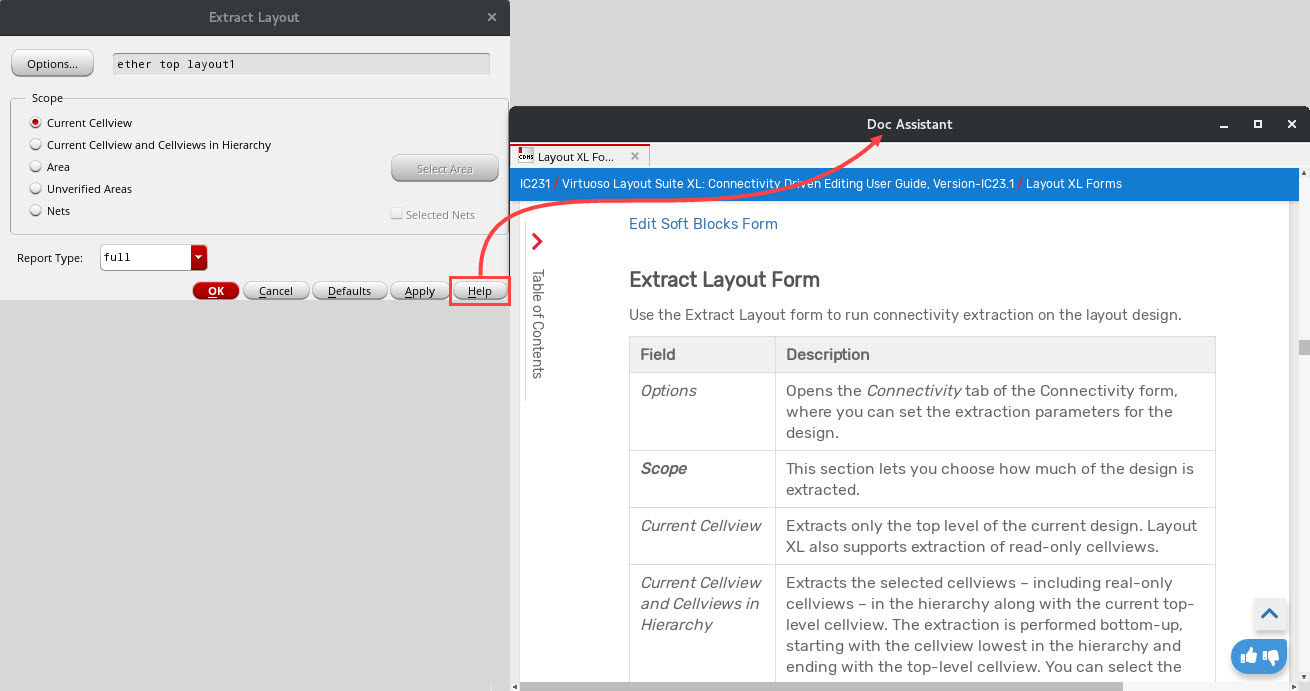 Extract Layout
Options...
ether top layout1
Scope
Current Cellview
Current Cellview and Cellviews in Hierarchy
Area
Select Area
Unverified Areas
Nets
Selected Nets
Report Type:
full
OK
Cancel
Defaults
Apply
Help
Doc Assistant
CDNS
Layout XL Fo...
IC231 / Virtuoso Layout Suite XL: Connectivity Driven Editing User Guide, Version-IC23.1 / Layout XL Forms
Table of Contents
Edit Soft Blocks Form
Extract Layout Form
Use the Extract Layout form to run connectivity extraction on the layout design.
Field
Description
Options
Opens the Connectivity tab of the Connectivity form,
where you can set the extraction parameters for the
design.
Scope
This section lets you choose how much of the design is
extracted.
Current Cellview
Extracts only the top level of the current design. Layout
XL also supports extraction of read-only cellviews.
Current Cellview
and Cellviews in
Hierarchy
Extracts the selected cellviews – including real-only
cellviews – in the hierarchy along with the current top-
level cellview. The extraction is performed bottom-up,
starting with the cellview lowest in the hierarchy and
ending with the top-level cellview. You can select the